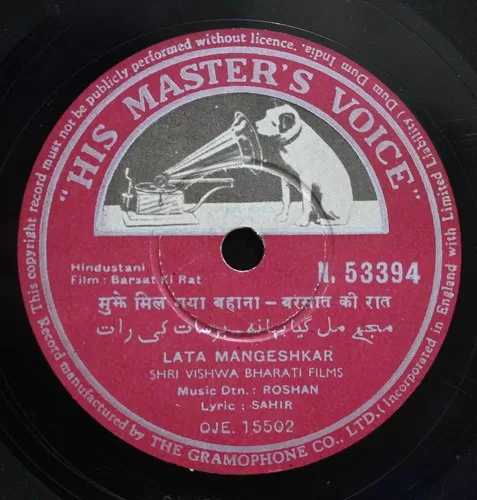 This copyright record must not be publicly performed without licence.
"HIS MASTER'S VOICE"
Hindustani
Film : Barsat Ki Rat
N. 53394
मुझे मिल गया बहाना – बरसात की रात
مجھے مل گیا بہانہ - برسات کی رات
LATA MANGESHKAR
SHRI VISHWA BHARATI FILMS
Music Dtn. : ROSHAN
Lyric : SAHIR
OJE. 15502
Record manufactured by THE GRAMOPHONE CO., LTD. (Incorporated in England with Limited Liability) Dum Dum India.